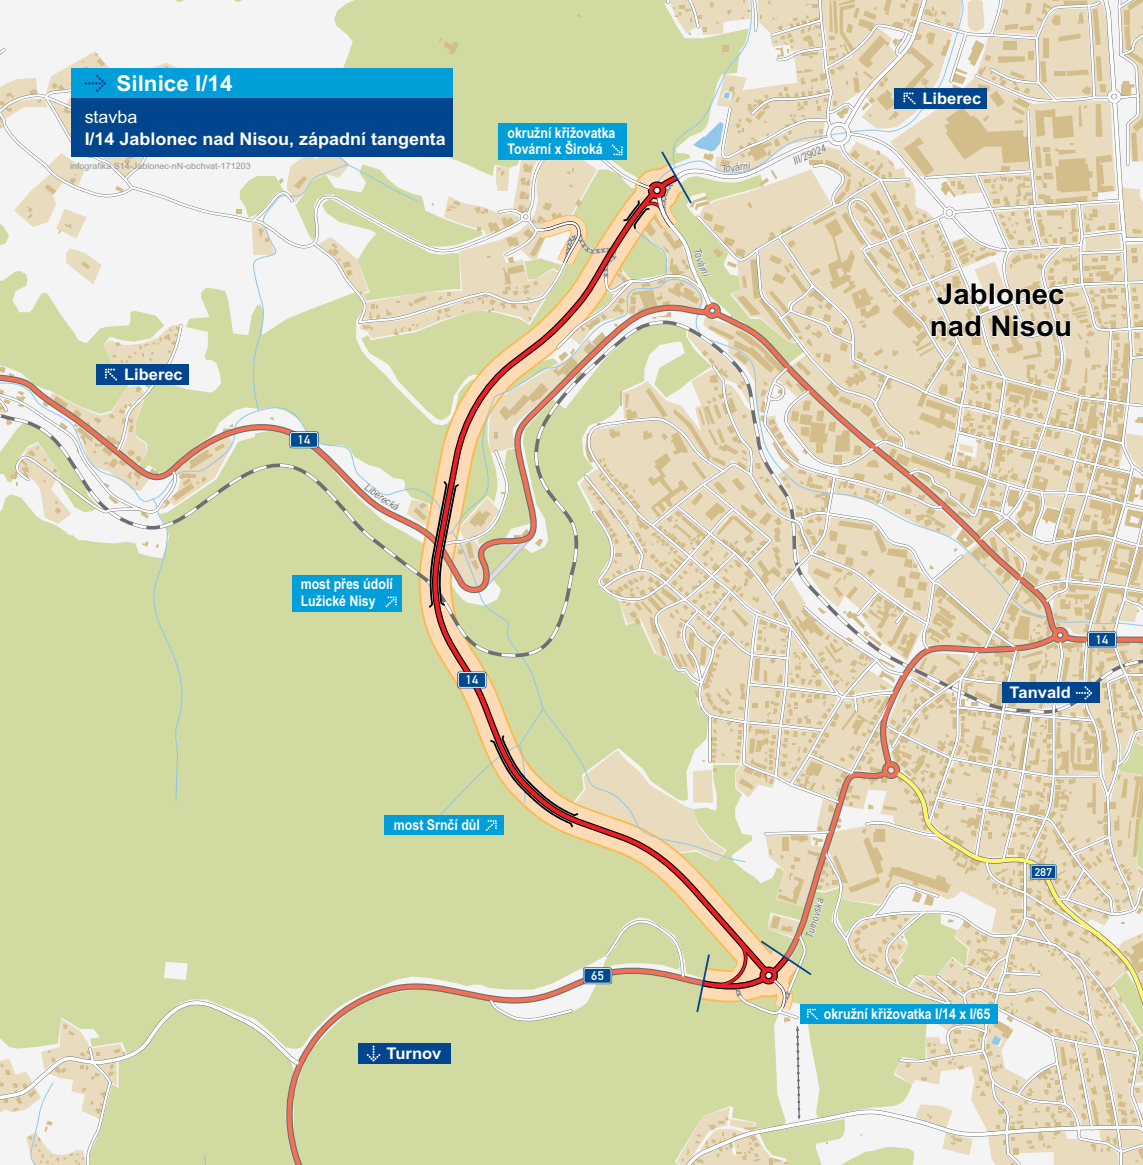 Silnice I/14
stavba
I/14 Jablonec nad Nisou, západní tangenta
Infografika S14-Jablonec-nN-obchvat-171203
Liberec
okružní křižovatka
Tovární x Široká
Tovární
III/29024
Tovární
Jablonec
nad Nisou
Liberec
14
Liberecká
most přes údolí
Lužické Nisy
14
14
Tanvald
most Srnčí důl
287
Turnovská
65
okružní křižovatka I/14 x I/65
Turnov